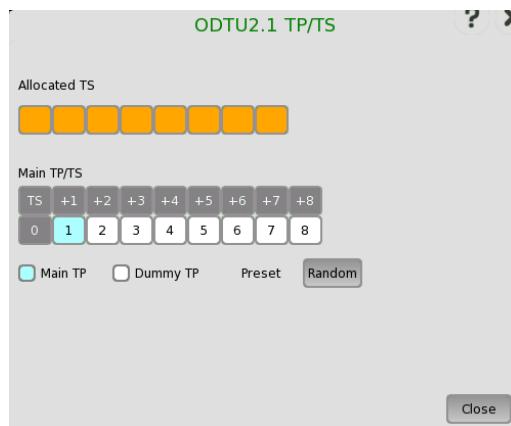 ODTU2.1 TP/TS ?
Allocated TS
Main TP/TS
TS +1 +2 +3 +4 +5 +6 +7 +8
0 1 2 3 4 5 6 7 8
Main TP Dummy TP Preset Random
Close